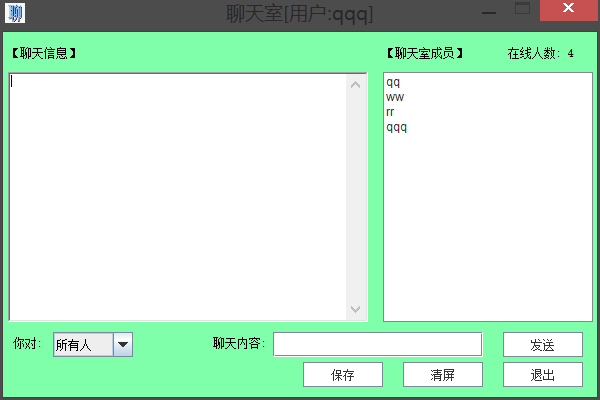 聊
聊天室[用户:qqq]
【聊天信息】
【聊天室成员】 在线人数: 4
qq
ww
rr
qqq
你对: 所有人 聊天内容: 发送
保存 清屏 退出